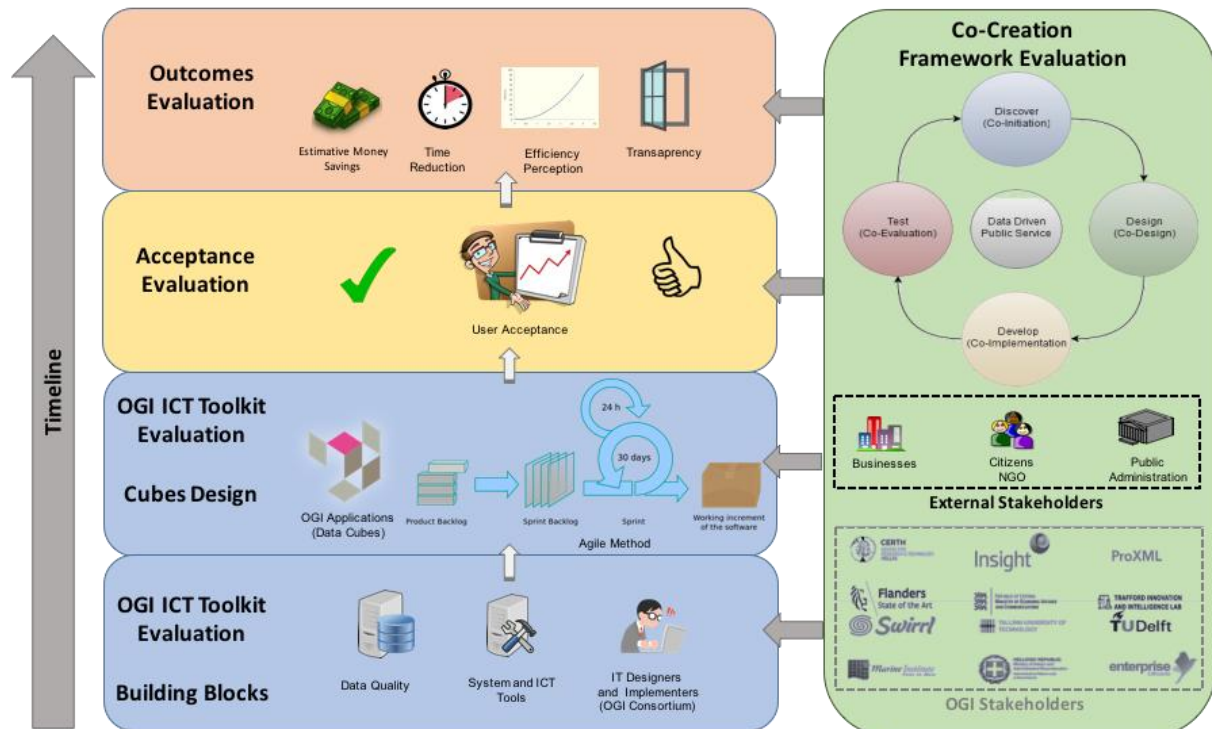 Timeline
Outcomes
Evaluation
Estimative Money
Savings
Time
Reduction
Efficiency
Perception
Transaprency
Acceptance
Evaluation
User Acceptance
OGI ICT Toolkit
Evaluation
Cubes Design
OGI Applications
(Data Cubes)
Product Backlog
Sprint Backlog
24 h
30 days
Sprint
Working increment
of the software
Agile Method
OGI ICT Toolkit
Evaluation
Building Blocks
Data Quality
System and ICT
Tools
IT Designers
and Implementers
(OGI Consortium)
Co-Creation
Framework Evaluation
Discover
(Co-Initiation)
Test
(Co-Evaluation)
Data Driven
Public Service
Design
(Co-Design)
Develop
(Co-Implementation
Businesses
Citizens
NGO
Public
Administration
External Stakeholders
CERTH
Insight
ProXML
Flanders
State of the Art
TRAFFORD INNOVATION
AND INTELLIGENCE LAB
Swirrl
TALLINN UNIVERSITY OF
TECHNOLOGY
TUDelft
Marine Institute
HELLENIC REPUBLIC
enterprise
OGI Stakeholders